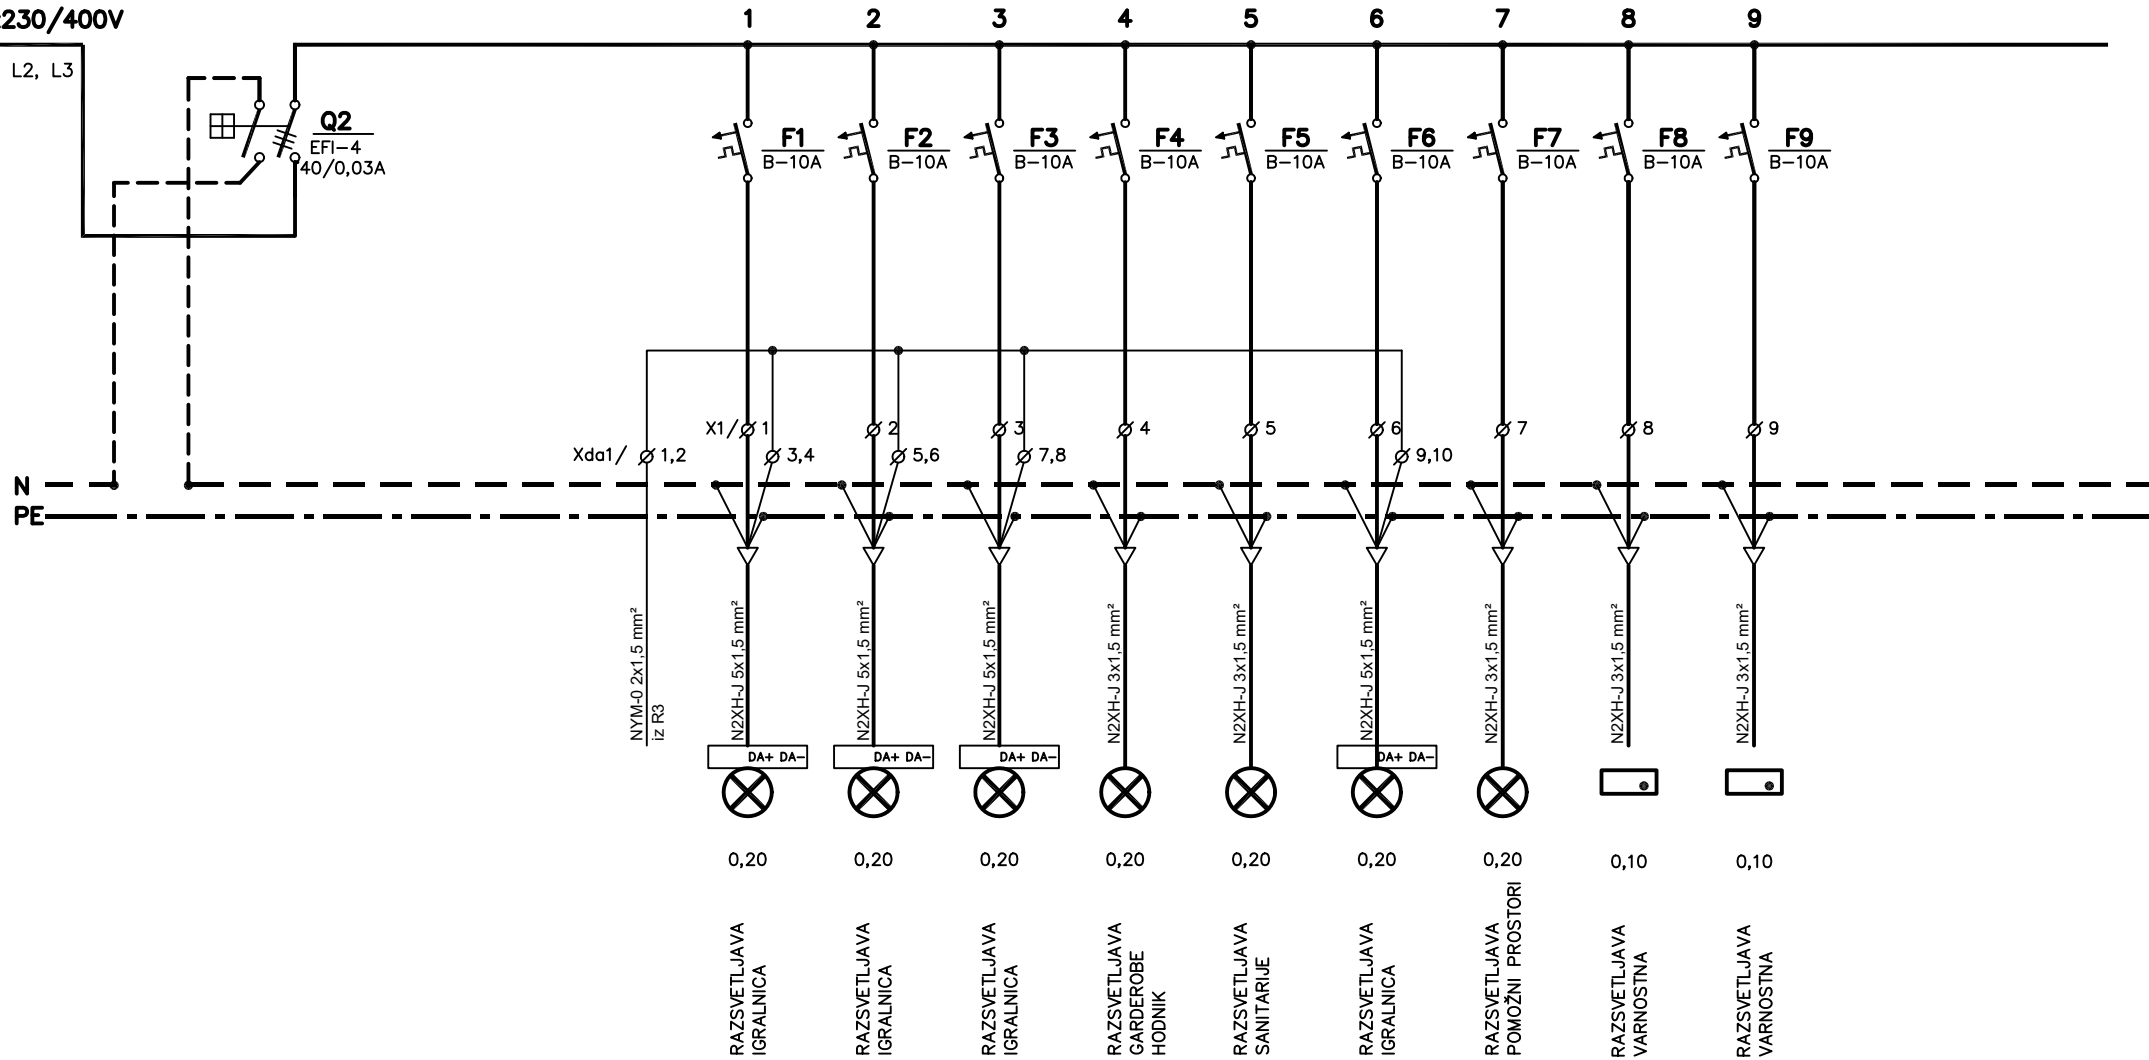 230/400V
1 2 3 4 5 6 7 8 9
L2, L3
Q2
EFI-4
40/0,03A
F1 F2 F3 F4 F5 F6 F7 F8 F9
B-10A B-10A B-10A B-10A B-10A B-10A B-10A B-10A B-10A
X1/ 1 2 3 4 5 6 7 8 9
Xda1/ 1,2 3,4 5,6 7,8 9,10
N
PE
NYM-0 2x1,5 mm²
iz R3
N2XH-J 5x1,5 mm²
N2XH-J 5x1,5 mm²
N2XH-J 5x1,5 mm²
N2XH-J 3x1,5 mm²
N2XH-J 3x1,5 mm²
N2XH-J 5x1,5 mm²
N2XH-J 3x1,5 mm²
N2XH-J 3x1,5 mm²
N2XH-J 3x1,5 mm²
DA+ DA- DA+ DA- DA+ DA- DA+ DA-
0,20 0,20 0,20 0,20 0,20 0,20 0,20 0,10 0,10
RAZSVETLJAVA
IGRALNICA
RAZSVETLJAVA
IGRALNICA
RAZSVETLJAVA
IGRALNICA
RAZSVETLJAVA
GARDEROBE
HODNIK
RAZSVETLJAVA
SANITARIJE
RAZSVETLJAVA
IGRALNICA
RAZSVETLJAVA
POMOŽNI PROSTORI
RAZSVETLJAVA
VARNOSTNA
RAZSVETLJAVA
VARNOSTNA